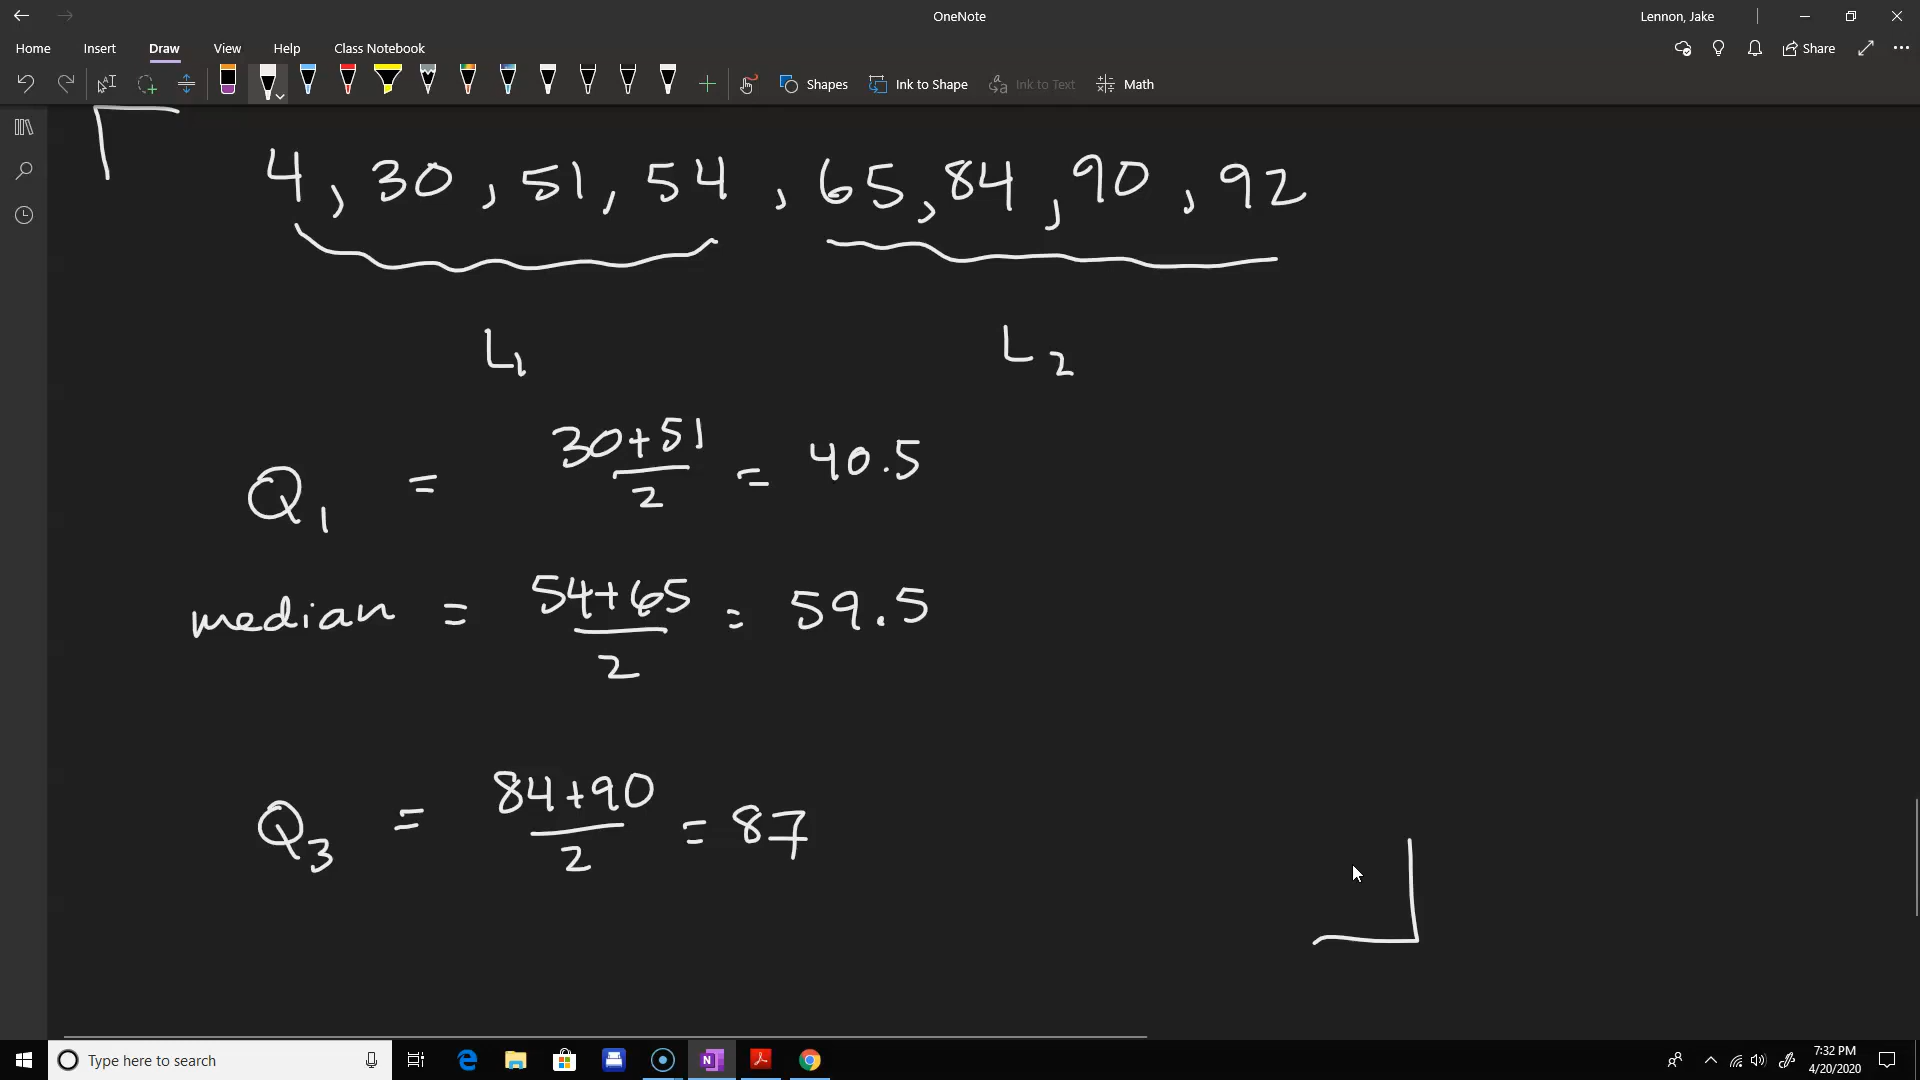 OneNote
Lennon, Jake
Home Insert Draw View Help Class Notebook
Share
Shapes Ink to Shape Ink to Text Math
4, 30, 51, 54, 65, 84, 90, 92
L1 L2
Q1 = 30+51/2 = 40.5
median = 54+65/2 = 59.5
Q3 = 84+90/2 = 87
Type here to search
7:32 PM
4/20/2020